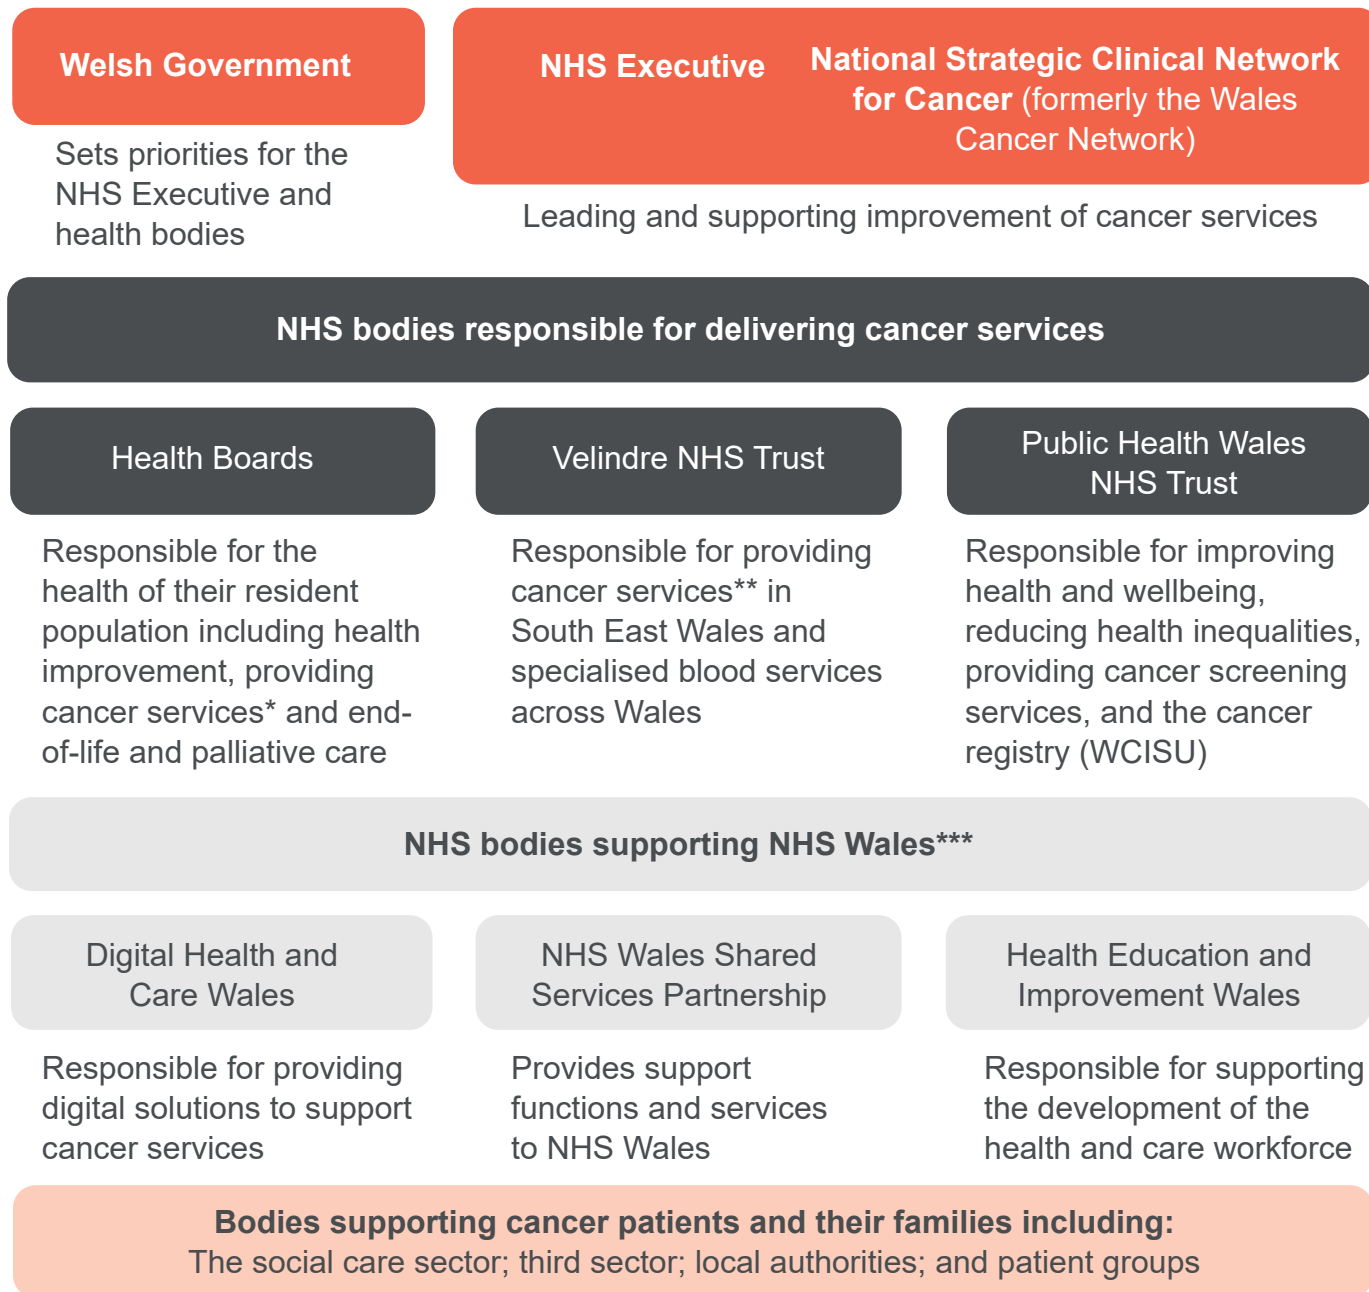 Welsh Government
Sets priorities for the
NHS Executive and
health bodies
NHS Executive
National Strategic Clinical Network
for Cancer (formerly the Wales
Cancer Network)
Leading and supporting improvement of cancer services
NHS bodies responsible for delivering cancer services
Health Boards
Responsible for the
health of their resident
population including health
improvement, providing
cancer services* and end-
of-life and palliative care
Velindre NHS Trust
Responsible for providing
cancer services** in
South East Wales and
specialised blood services
across Wales
Public Health Wales
NHS Trust
Responsible for improving
health and wellbeing,
reducing health inequalities,
providing cancer screening
services, and the cancer
registry (WCISU)
NHS bodies supporting NHS Wales***
Digital Health and
Care Wales
Responsible for providing
digital solutions to support
cancer services
NHS Wales Shared
Services Partnership
Provides support
functions and services
to NHS Wales
Health Education and
Improvement Wales
Responsible for supporting
the development of the
health and care workforce
Bodies supporting cancer patients and their families including:
The social care sector; third sector; local authorities; and patient groups